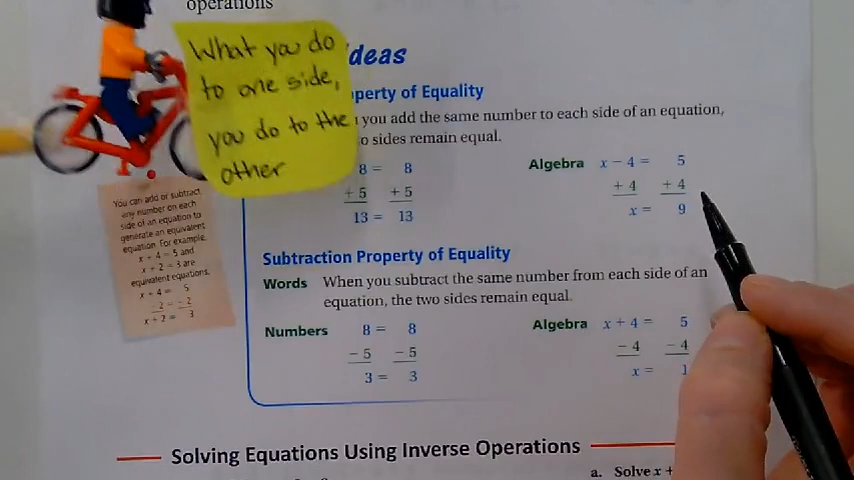 operations
What you do
to one side,
you do to the
other
deas
perty of Equality
you add the same number to each side of an equation,
o sides remain equal.
8 = 8
+ 5 + 5
13 = 13
Algebra x − 4 = 5
+ 4 + 4
x = 9
You can add or subtract
any number on each
side of an equation to
generate an equivalent
equation. For example,
x + 4 = 5 and
x + 2 = 3 are
equivalent equations.
x + 4 = 5
− 2 = − 2
x + 2 = 3
Subtraction Property of Equality
Words When you subtract the same number from each side of an
equation, the two sides remain equal.
Numbers 8 = 8
− 5 − 5
3 = 3
Algebra x + 4 = 5
− 4 − 4
x = 1
Solving Equations Using Inverse Operations
a. Solve x +